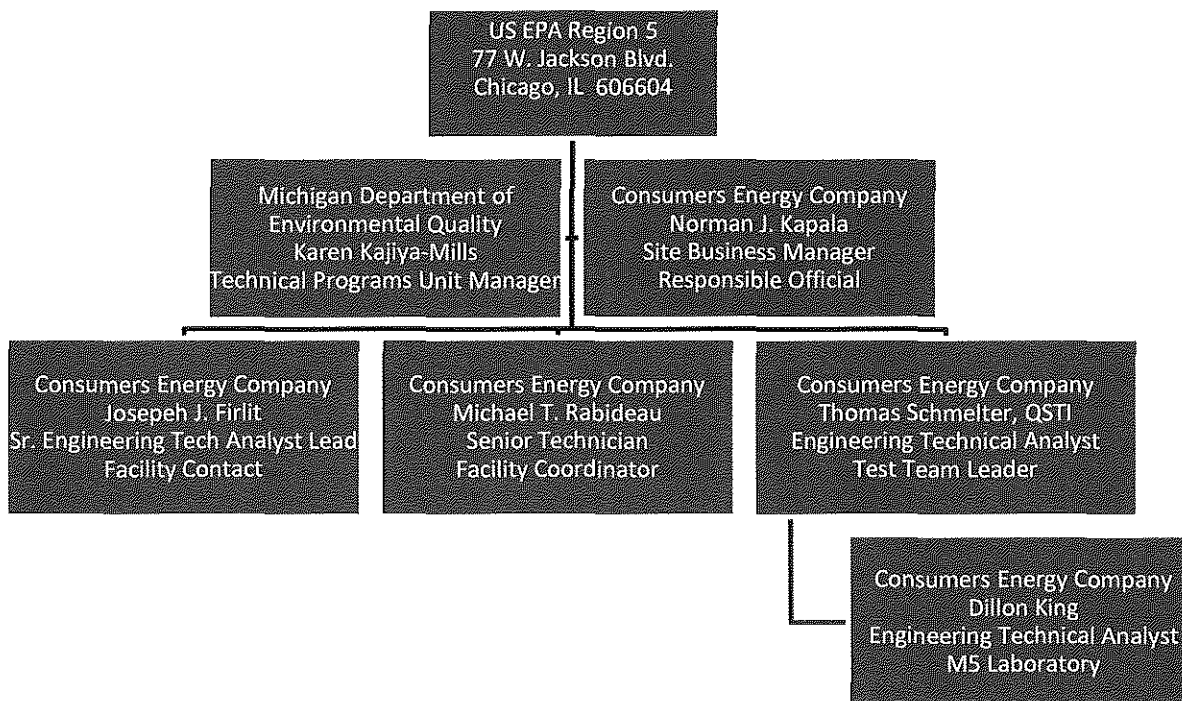 US EPA Region 5
77 W. Jackson Blvd.
Chicago, IL 606604
Michigan Department of
Environmental Quality
Karen Kajiya-Mills
Technical Programs Unit Manager
Consumers Energy Company
Norman J. Kapala
Site Business Manager
Responsible Official
Consumers Energy Company
Josepeh J. Firlit
Sr. Engineering Tech Analyst Lead
Facility Contact
Consumers Energy Company
Michael T. Rabideau
Senior Technician
Facility Coordinator
Consumers Energy Company
Thomas Schmelter, QSTI
Engineering Technical Analyst
Test Team Leader
Consumers Energy Company
Dillon King
Engineering Technical Analyst
M5 Laboratory